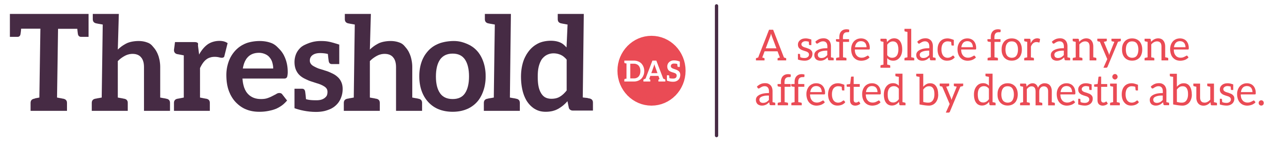 Threshold
DAS
A safe place for anyone
affected by domestic abuse.